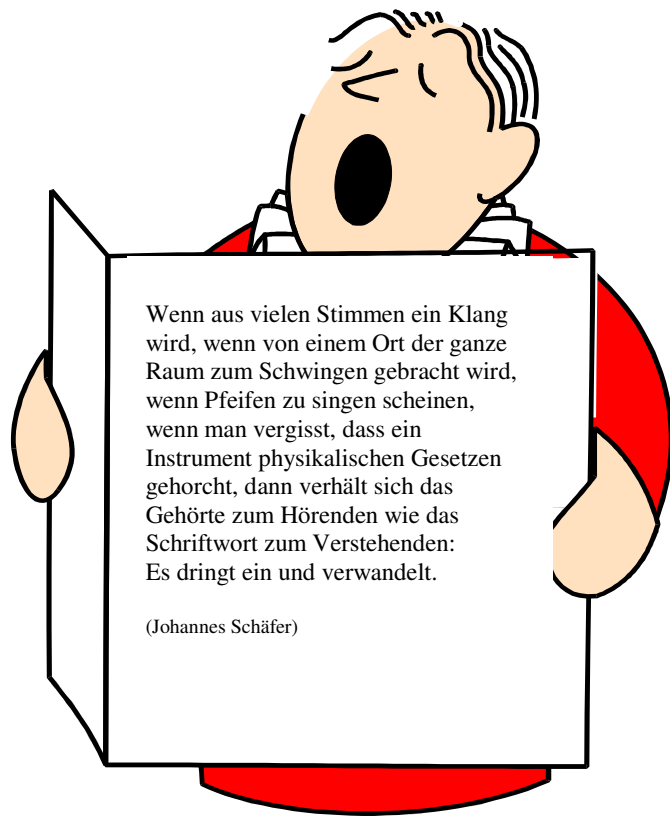 Wenn aus vielen Stimmen ein Klang
wird, wenn von einem Ort der ganze
Raum zum Schwingen gebracht wird,
wenn Pfeifen zu singen scheinen,
wenn man vergisst, dass ein
Instrument physikalischen Gesetzen
gehorcht, dann verhält sich das
Gehörte zum Hörenden wie das
Schriftwort zum Verstehenden:
Es dringt ein und verwandelt.
(Johannes Schäfer)